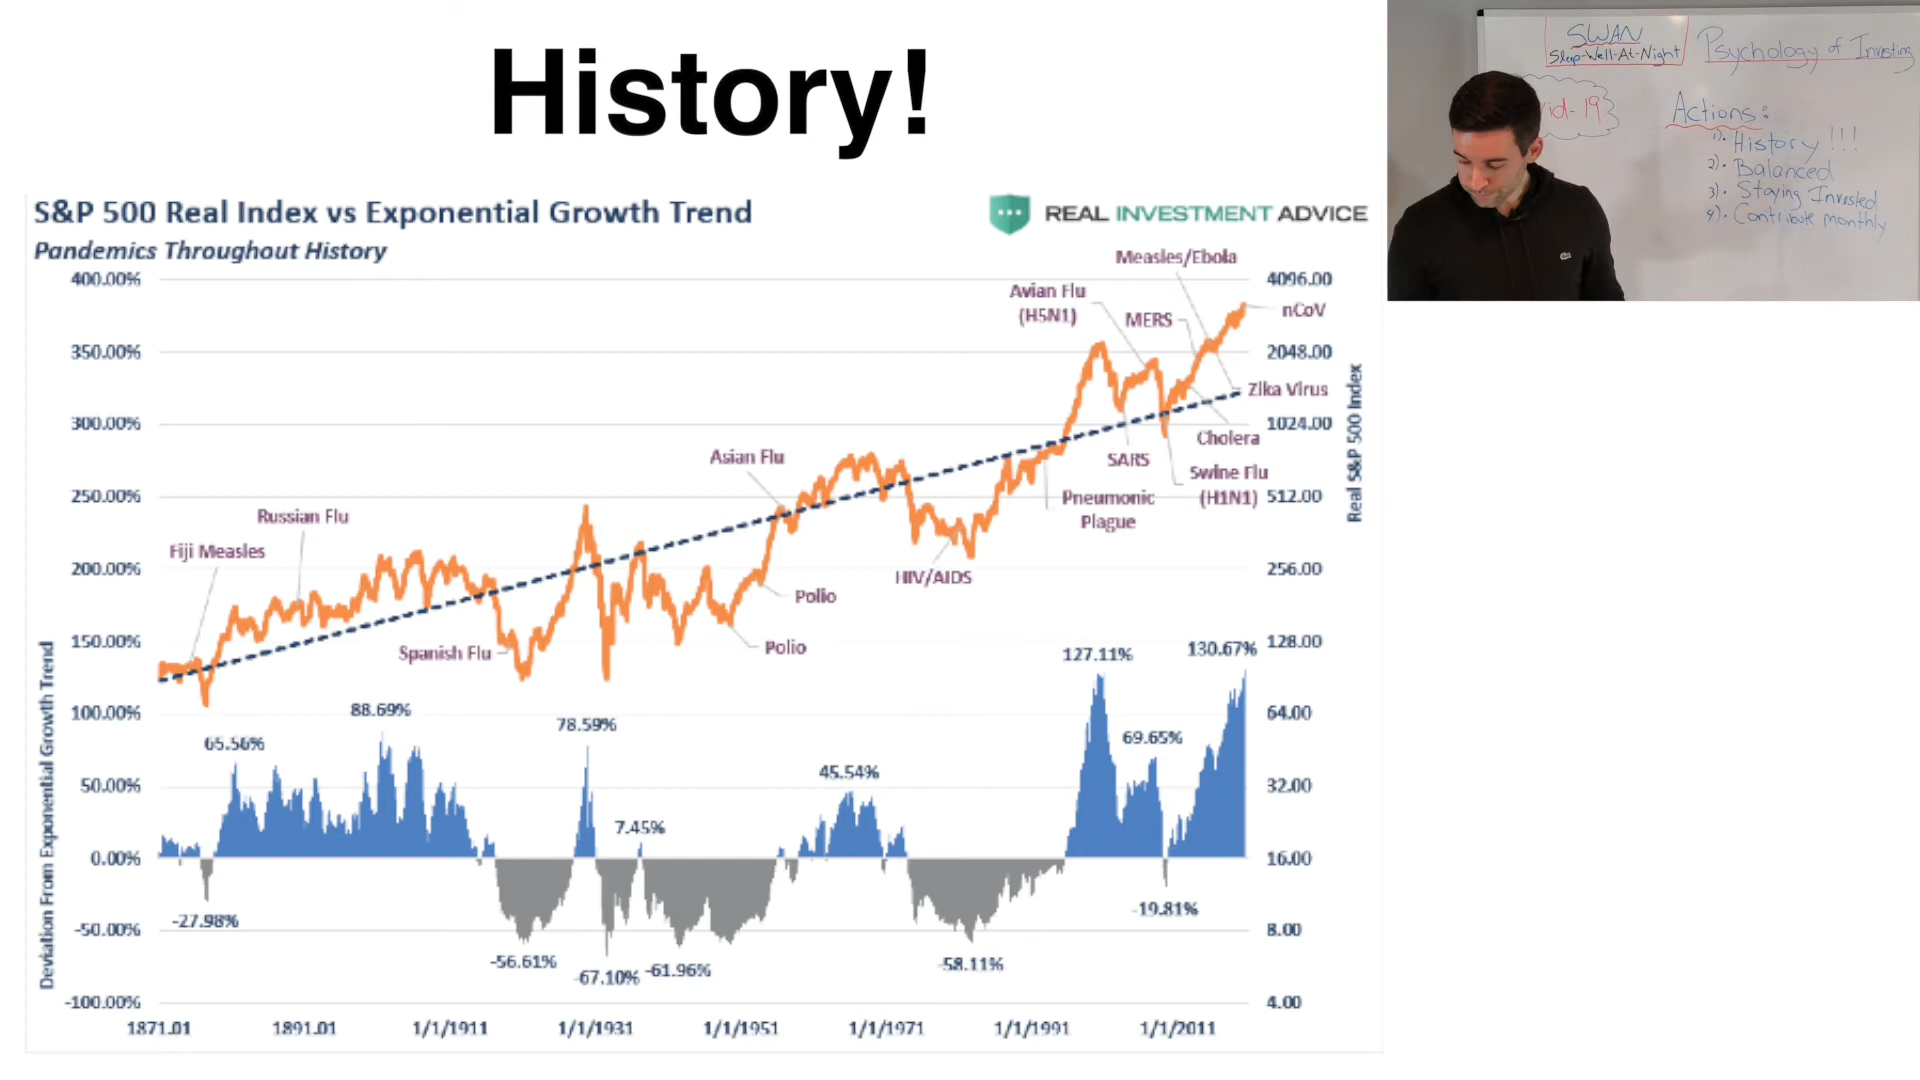 History!
S&P 500 Real Index vs Exponential Growth Trend
Pandemics Throughout History
REAL INVESTMENT ADVICE
400.00%
350.00%
300.00%
250.00%
200.00%
150.00%
100.00%
50.00%
0.00%
-50.00%
-100.00%
Deviation From Exponential Growth Trend
4096.00
2048.00
1024.00
512.00
256.00
128.00
64.00
32.00
16.00
8.00
4.00
Real S&P 500 Index
Fiji Measles
Russian Flu
Spanish Flu
Asian Flu
Polio
Polio
HIV/AIDS
Avian Flu
(H5N1)
MERS
Measles/Ebola
nCoV
Zika Virus
Cholera
SARS
Swine Flu
(H1N1)
Pneumonic
Plague
65.56%
88.69%
78.59%
7.45%
45.54%
127.11%
69.65%
130.67%
-27.98%
-56.61%
-67.10%
-61.96%
-58.11%
-19.81%
1871.01
1891.01
1/1/1911
1/1/1931
1/1/1951
1/1/1971
1/1/1991
1/1/2011
SWAN
Sleep-Well-At-Night
Psychology of Investing
vid-19
Actions:
1). History !!!
2). Balanced
3). Staying Invested
4). Contribute monthly